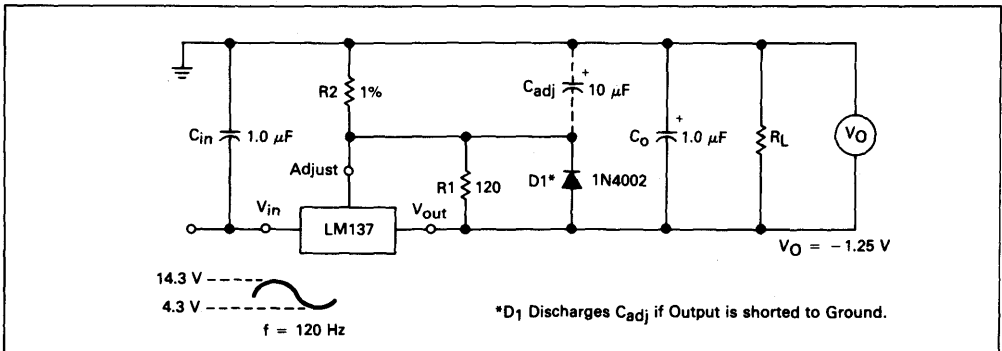 R2 1%
Cadj + 10 μF
Cin 1.0 μF
Co + 1.0 μF
RL
VO
Adjust
R1 120
D1* 1N4002
Vin
LM137
Vout
VO = -1.25 V
14.3 V
4.3 V
f = 120 Hz
*D1 Discharges Cadj if Output is shorted to Ground.